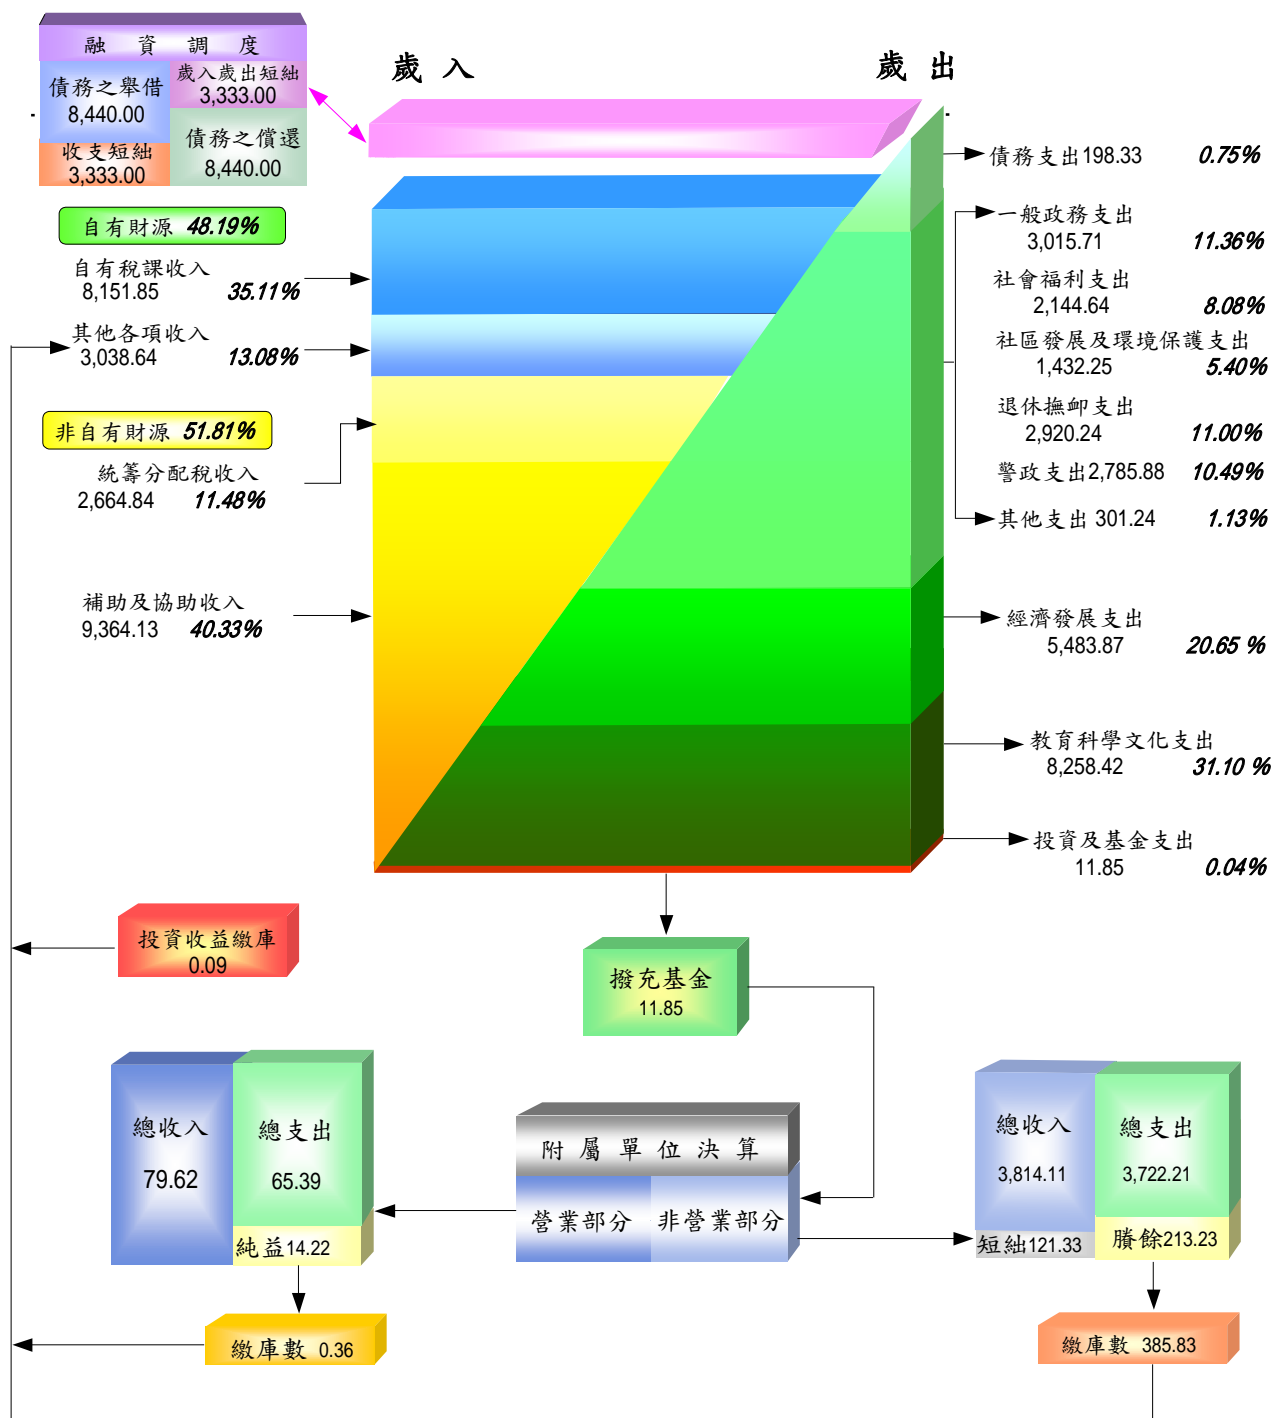 融資調度
債務之舉借
8,440.00
歲入歲出短絀
3,333.00
收支短絀
3,333.00
債務之償還
8,440.00
歲入
歲出
自有財源 48.19%
自有稅課收入
8,151.85 35.11%
其他各項收入
3,038.64 13.08%
非自有財源 51.81%
統籌分配稅收入
2,664.84 11.48%
補助及協助收入
9,364.13 40.33%
債務支出198.33 0.75%
一般政務支出
3,015.71 11.36%
社會福利支出
2,144.64 8.08%
社區發展及環境保護支出
1,432.25 5.40%
退休撫卹支出
2,920.24 11.00%
警政支出2,785.88 10.49%
其他支出 301.24 1.13%
經濟發展支出
5,483.87 20.65 %
教育科學文化支出
8,258.42 31.10 %
投資及基金支出
11.85 0.04%
投資收益繳庫
0.09
撥充基金
11.85
總收入
79.62
總支出
65.39
純益14.22
繳庫數 0.36
附屬單位決算
營業部分
非營業部分
總收入
3,814.11
短絀121.33
總支出
3,722.21
賸餘213.23
繳庫數 385.83